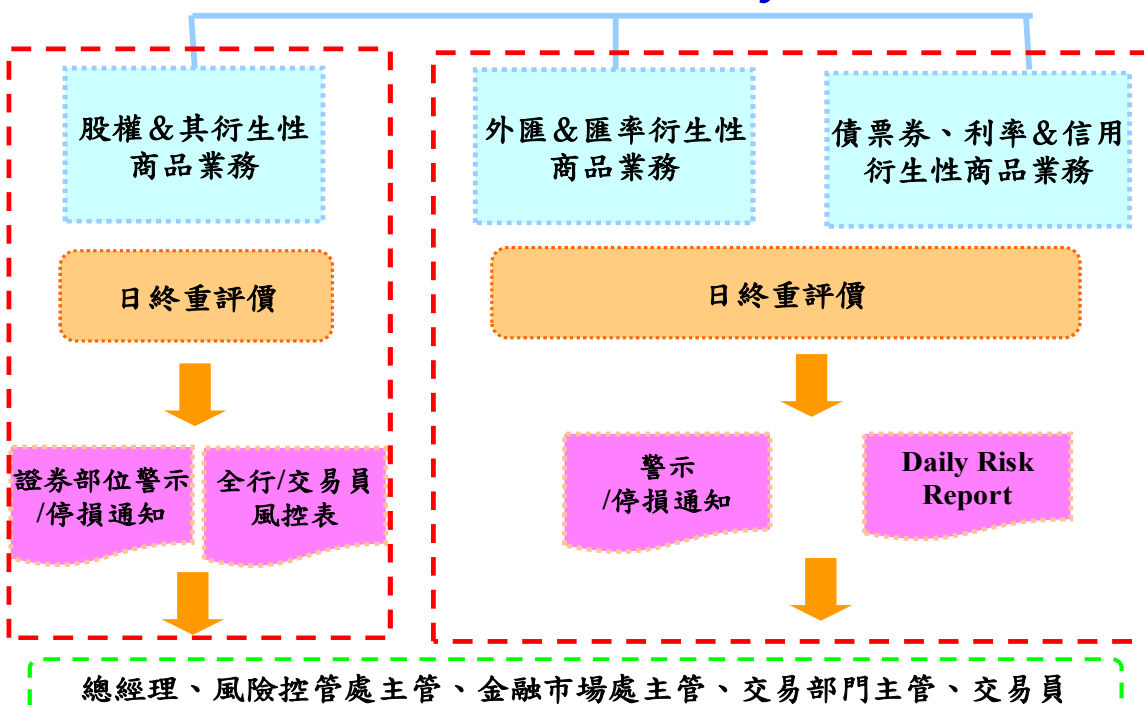 股權＆其衍生性
商品業務
外匯＆匯率衍生性
商品業務
債票券、利率＆信用
衍生性商品業務
日終重評價
日終重評價
證券部位警示
/停損通知
全行/交易員
風控表
警示
/停損通知
Daily Risk
Report
總經理、風險控管處主管、金融市場處主管、交易部門主管、交易員